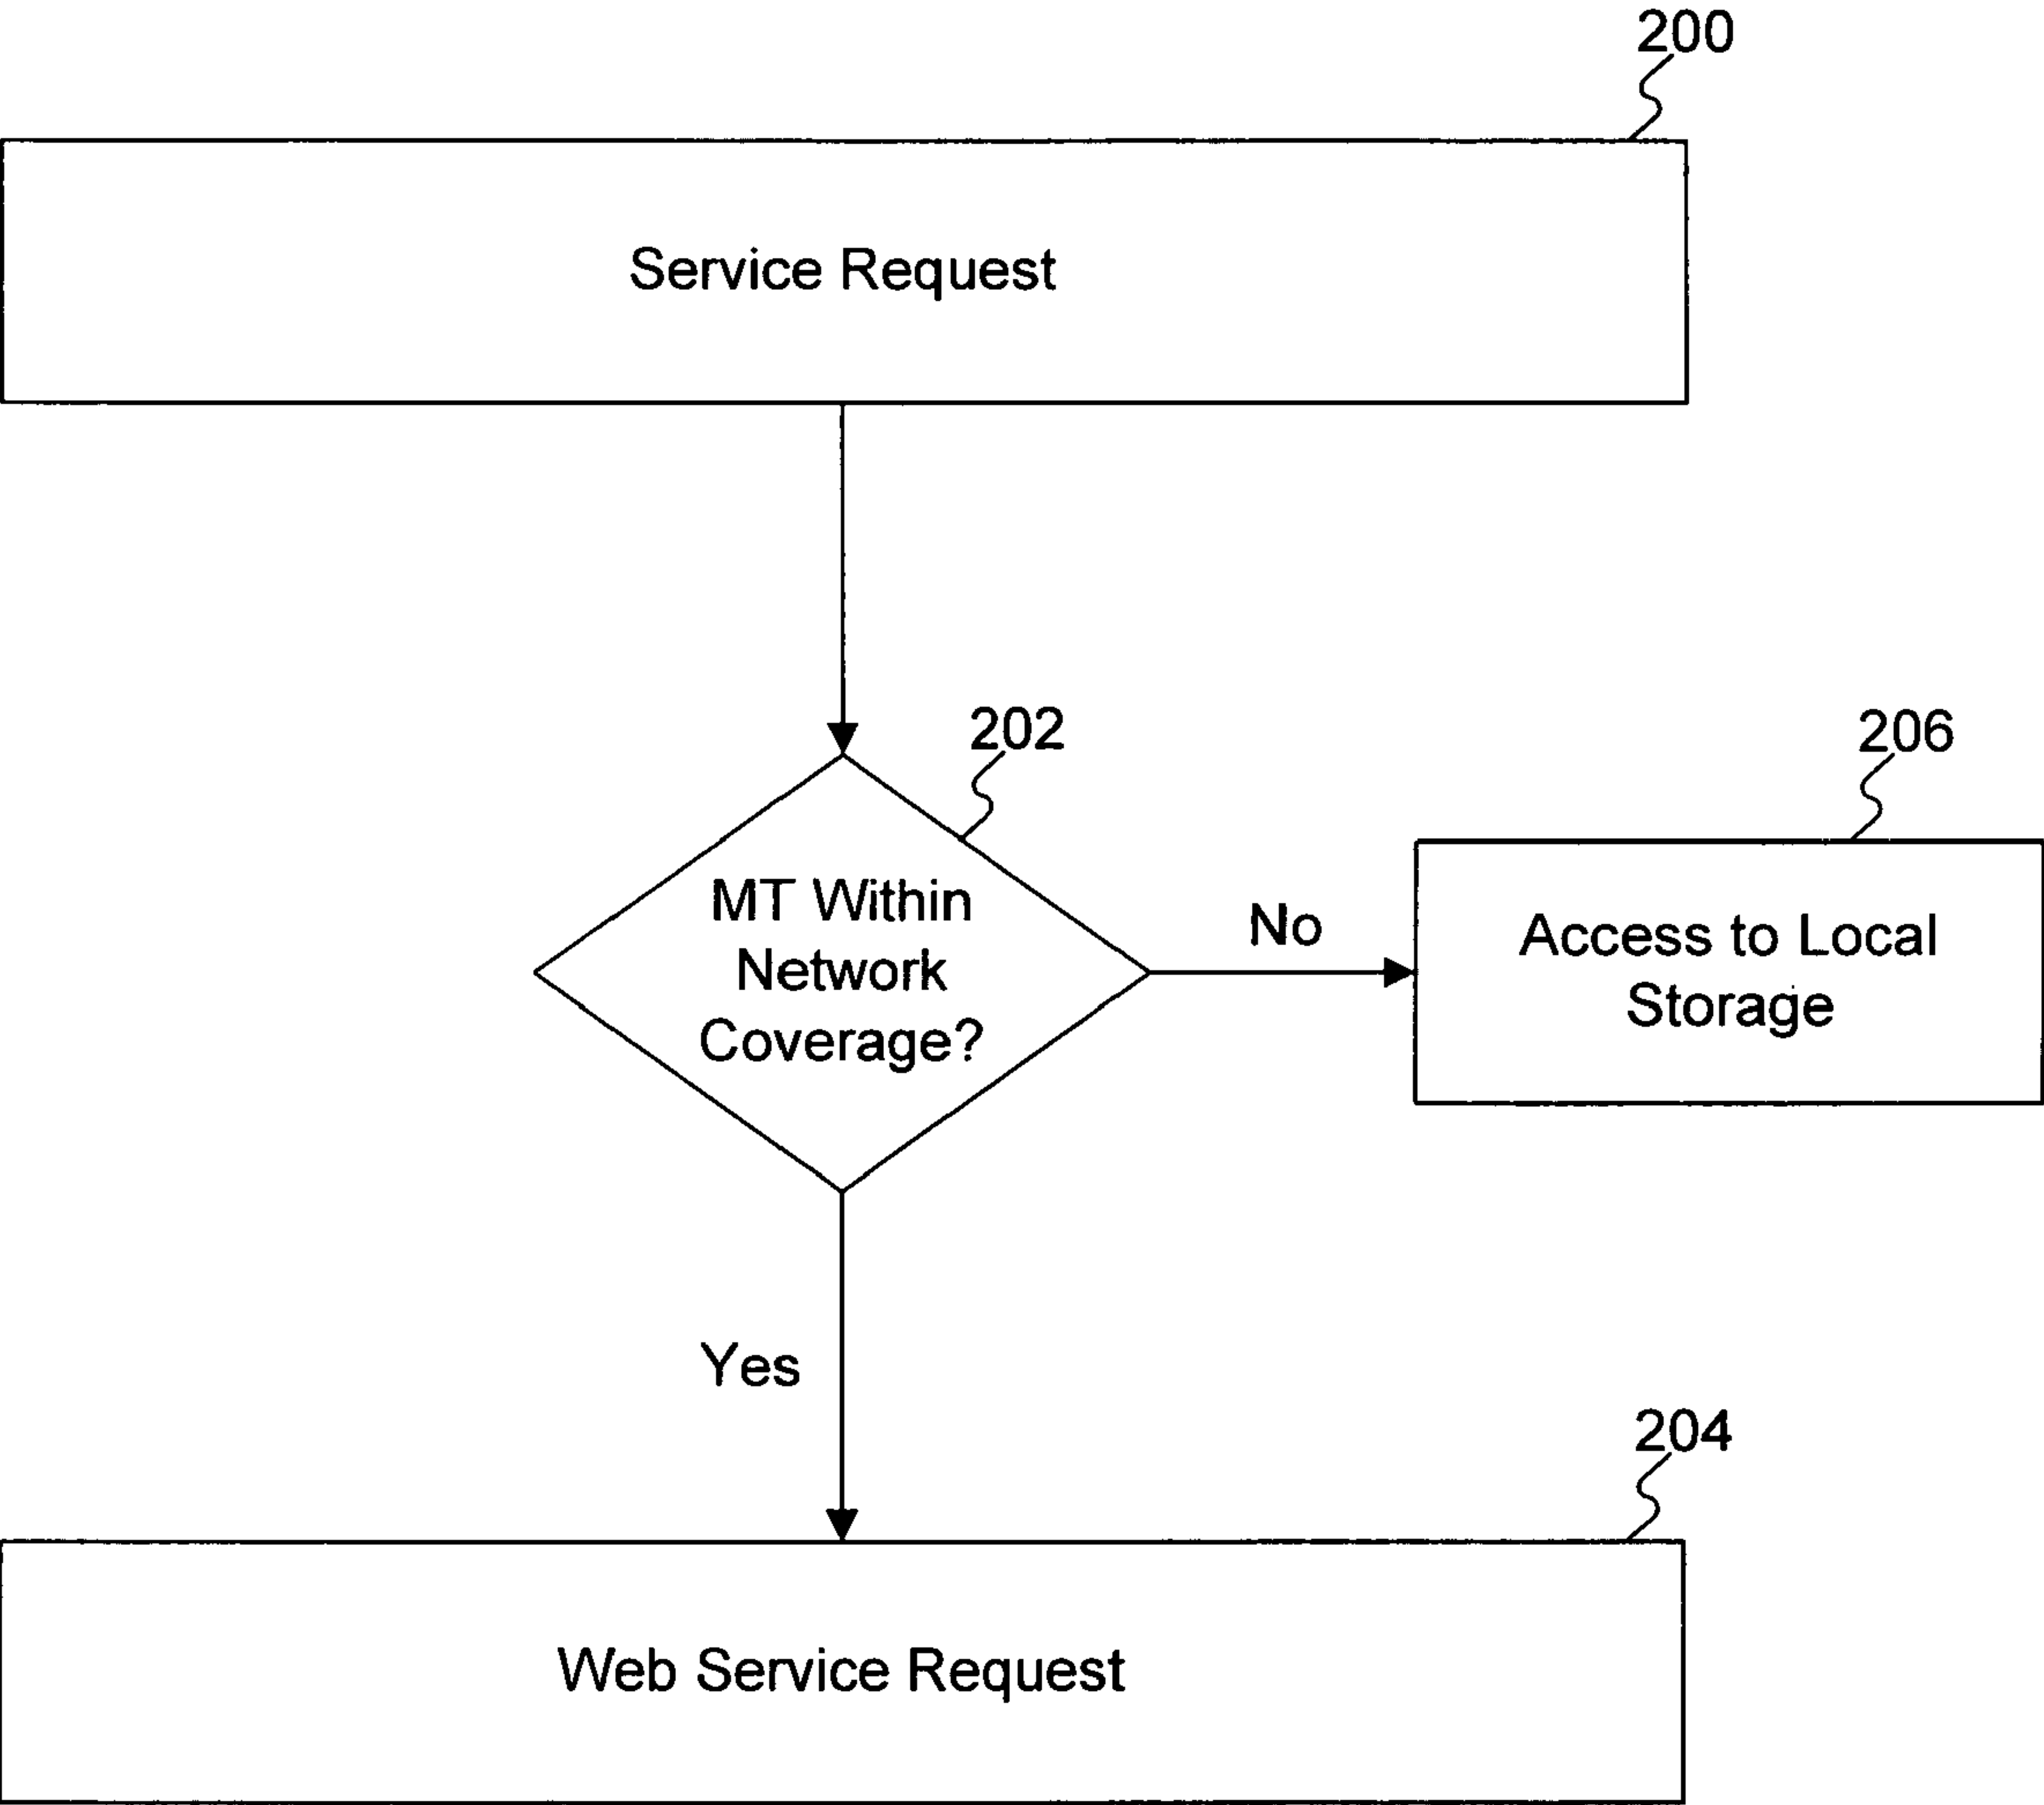 200
Service Request
202
206
MT Within
Network
Coverage?
No
Access to Local
Storage
Yes
204
Web Service Request